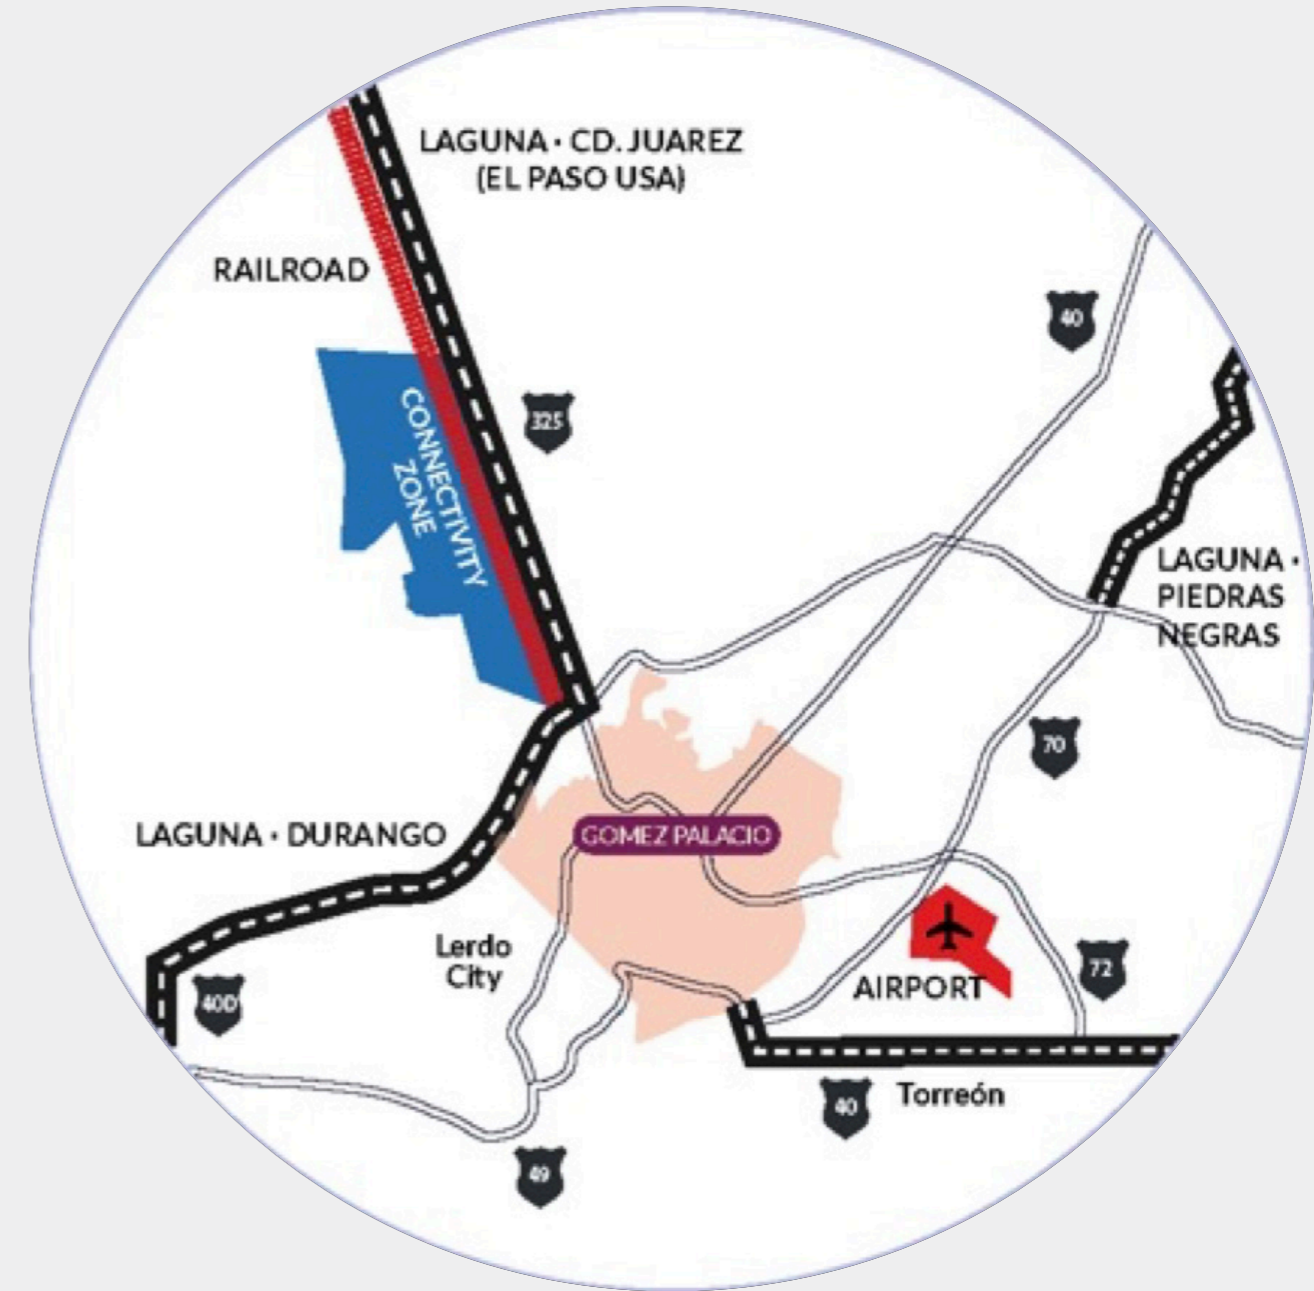 LAGUNA · CD. JUAREZ
(EL PASO USA)
RAILROAD
40
325
CONNECTIVITY
ZONE
LAGUNA ·
PIEDRAS
NEGRAS
70
LAGUNA · DURANGO
GOMEZ PALACIO
Lerdo
City
AIRPORT
72
40D
40
Torreón
49